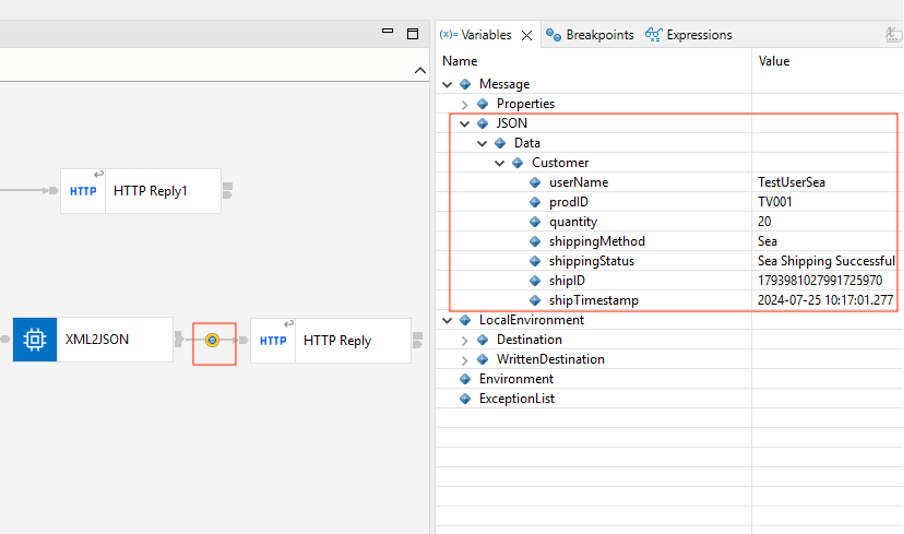 (x)= Variables Breakpoints Expressions
Name Value
Message
Properties
JSON
Data
Customer
userName TestUserSea
prodID TV001
quantity 20
shippingMethod Sea
shippingStatus Sea Shipping Successful
shipID 1793981027991725970
shipTimestamp 2024-07-25 10:17:01.277
LocalEnvironment
Destination
WrittenDestination
Environment
ExceptionList
HTTP HTTP Reply1
XML2JSON
HTTP HTTP Reply